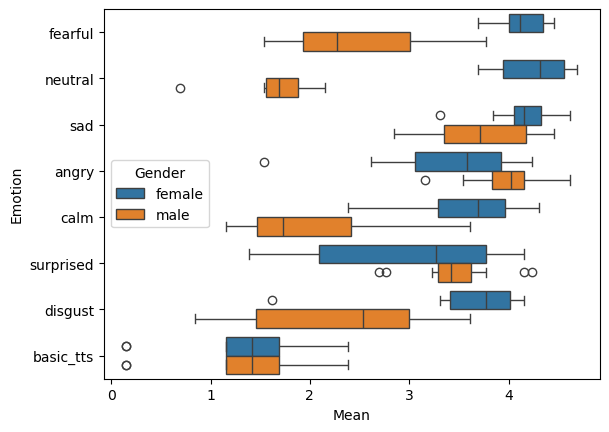 Emotion
fearful
neutral
sad
angry
calm
surprised
disgust
basic_tts
Gender
female
male
0 1 2 3 4
Mean